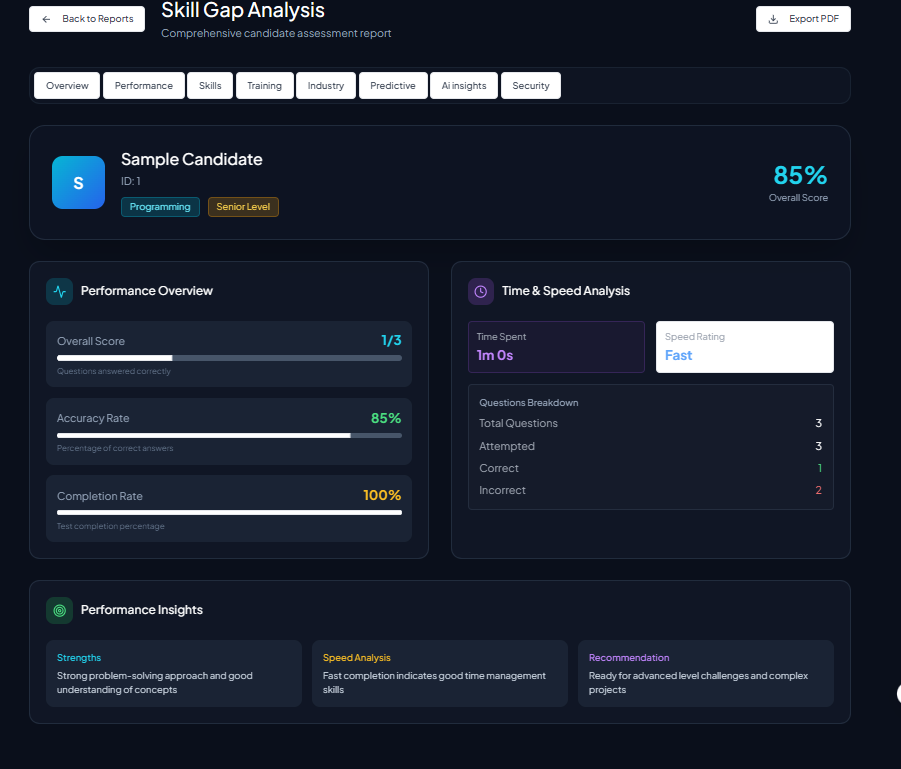 Back to Reports
Skill Gap Analysis
Comprehensive candidate assessment report
Export PDF
Overview
Performance
Skills
Training
Industry
Predictive
Ai insights
Security
S
Sample Candidate
ID: 1
Programming
Senior Level
85%
Overall Score
Performance Overview
Overall Score
1/3
Questions answered correctly
Accuracy Rate
85%
Percentage of correct answers
Completion Rate
100%
Test completion percentage
Time & Speed Analysis
Time Spent
1m 0s
Speed Rating
Fast
Questions Breakdown
Total Questions
3
Attempted
3
Correct
1
Incorrect
2
Performance Insights
Strengths
Strong problem-solving approach and good
understanding of concepts
Speed Analysis
Fast completion indicates good time management
skills
Recommendation
Ready for advanced level challenges and complex
projects